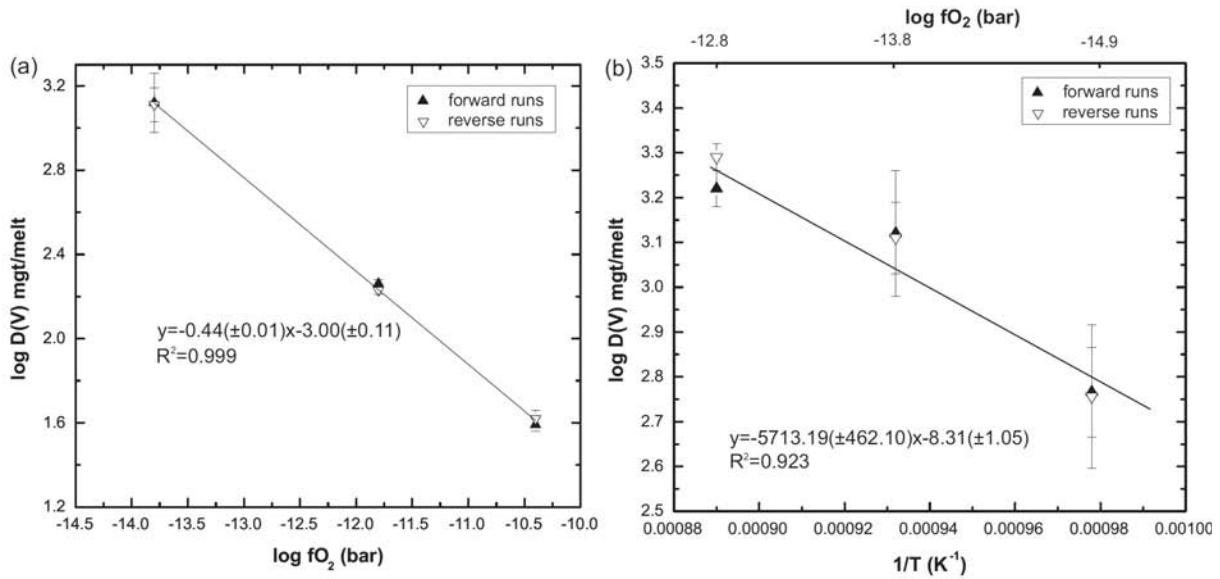 (a)
3.2
2.8
2.4
2.0
1.6
1.2
log D(V) mgt/melt
forward runs
reverse runs
y=-0.44(±0.01)x-3.00(±0.11)
R²=0.999
-14.5 -14.0 -13.5 -13.0 -12.5 -12.0 -11.5 -11.0 -10.5 -10.0
log fO₂ (bar)
log fO₂ (bar)
-12.8 -13.8 -14.9
(b)
3.5
3.4
3.3
3.2
3.1
3.0
2.9
2.8
2.7
2.6
2.5
log D(V) mgt/melt
forward runs
reverse runs
y=-5713.19(±462.10)x-8.31(±1.05)
R²=0.923
0.00088 0.00090 0.00092 0.00094 0.00096 0.00098 0.00100
1/T (K⁻¹)